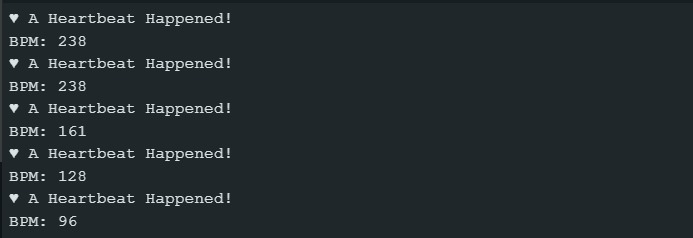 ♥ A Heartbeat Happened!
BPM: 238
♥ A Heartbeat Happened!
BPM: 238
♥ A Heartbeat Happened!
BPM: 161
♥ A Heartbeat Happened!
BPM: 128
♥ A Heartbeat Happened!
BPM: 96